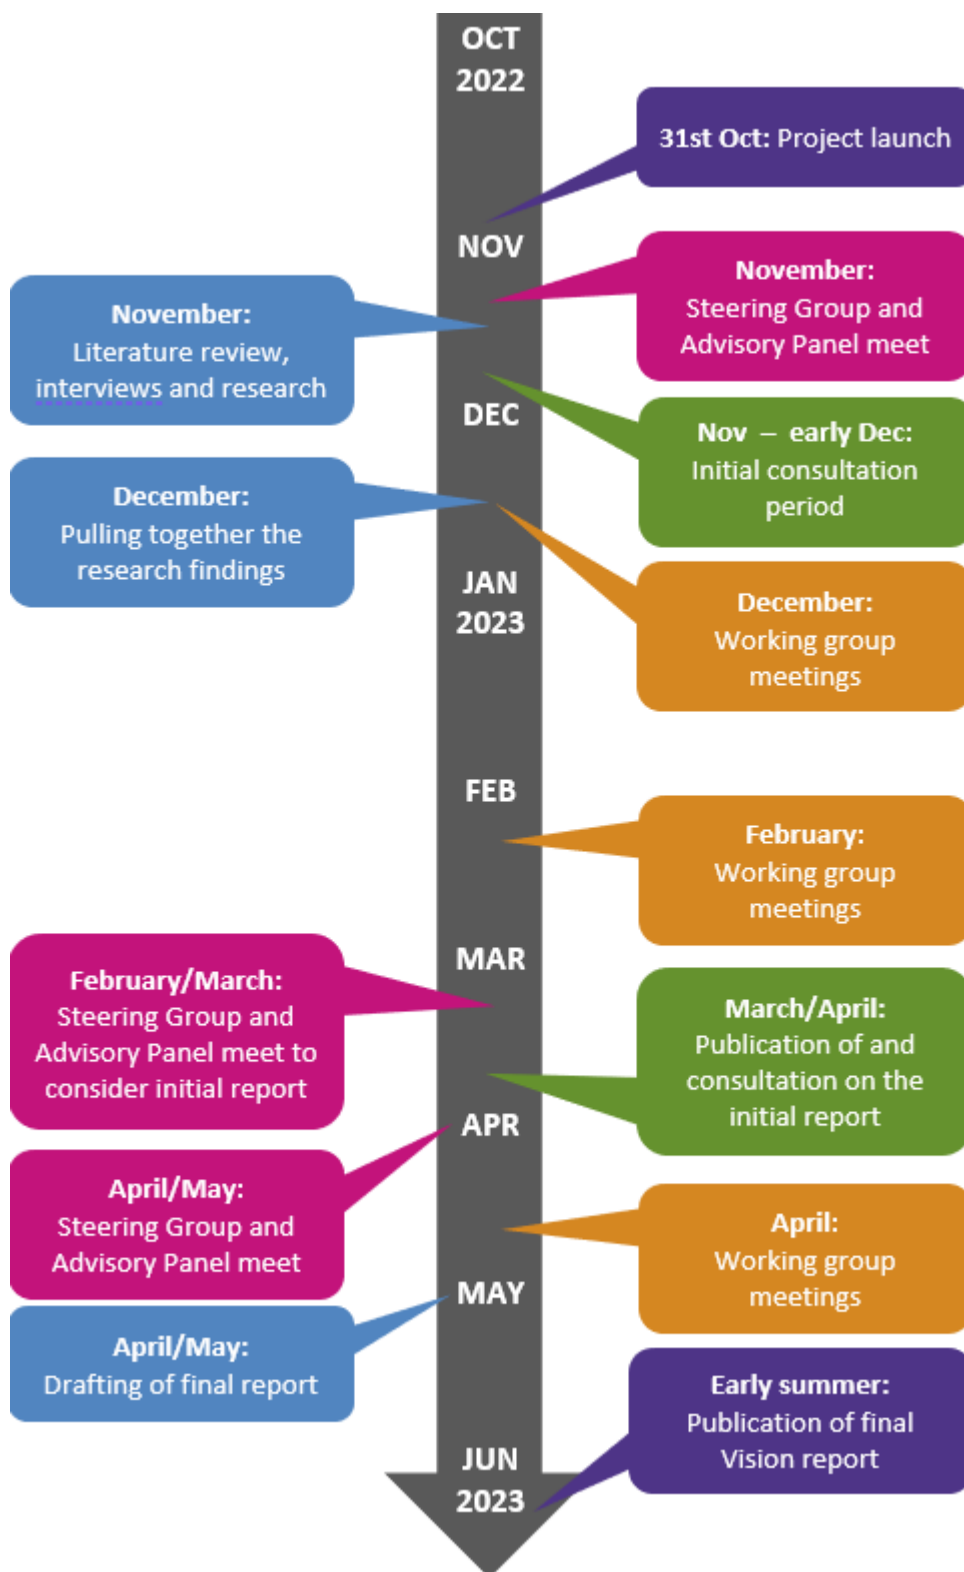 OCT
2022
31st Oct: Project launch
NOV
November:
Steering Group and
Advisory Panel meet
November:
Literature review,
interviews and research
DEC
Nov – early Dec:
Initial consultation
period
December:
Pulling together the
research findings
JAN
2023
December:
Working group
meetings
FEB
February:
Working group
meetings
MAR
February/March:
Steering Group and
Advisory Panel meet to
consider initial report
March/April:
Publication of and
consultation on the
initial report
APR
April/May:
Steering Group and
Advisory Panel meet
April:
Working group
meetings
MAY
April/May:
Drafting of final report
Early summer:
Publication of final
Vision report
JUN
2023